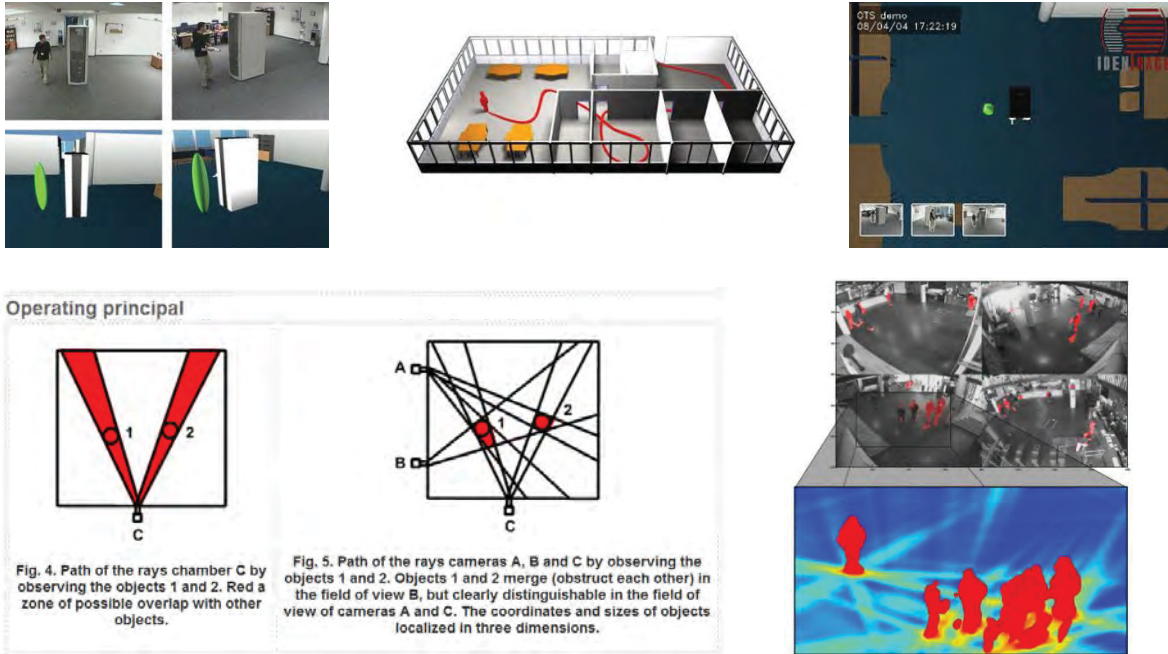 OTS demo
08/04/04 17:22:19
IDENTRACE
Operating principal
1
2
C
A
B
1
2
C
Fig. 4. Path of the rays chamber C by
observing the objects 1 and 2. Red a
zone of possible overlap with other
objects.
Fig. 5. Path of the rays cameras A, B and C by observing the
objects 1 and 2. Objects 1 and 2 merge (obstruct each other) in
the field of view B, but clearly distinguishable in the field of
view of cameras A and C. The coordinates and sizes of objects
localized in three dimensions.